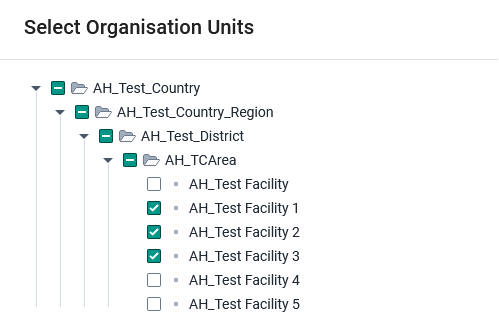 Select Organisation Units
AH_Test_Country
AH_Test_Country_Region
AH_Test_District
AH_TCArea
AH_Test Facility
AH_Test Facility 1
AH_Test Facility 2
AH_Test Facility 3
AH_Test Facility 4
AH_Test Facility 5